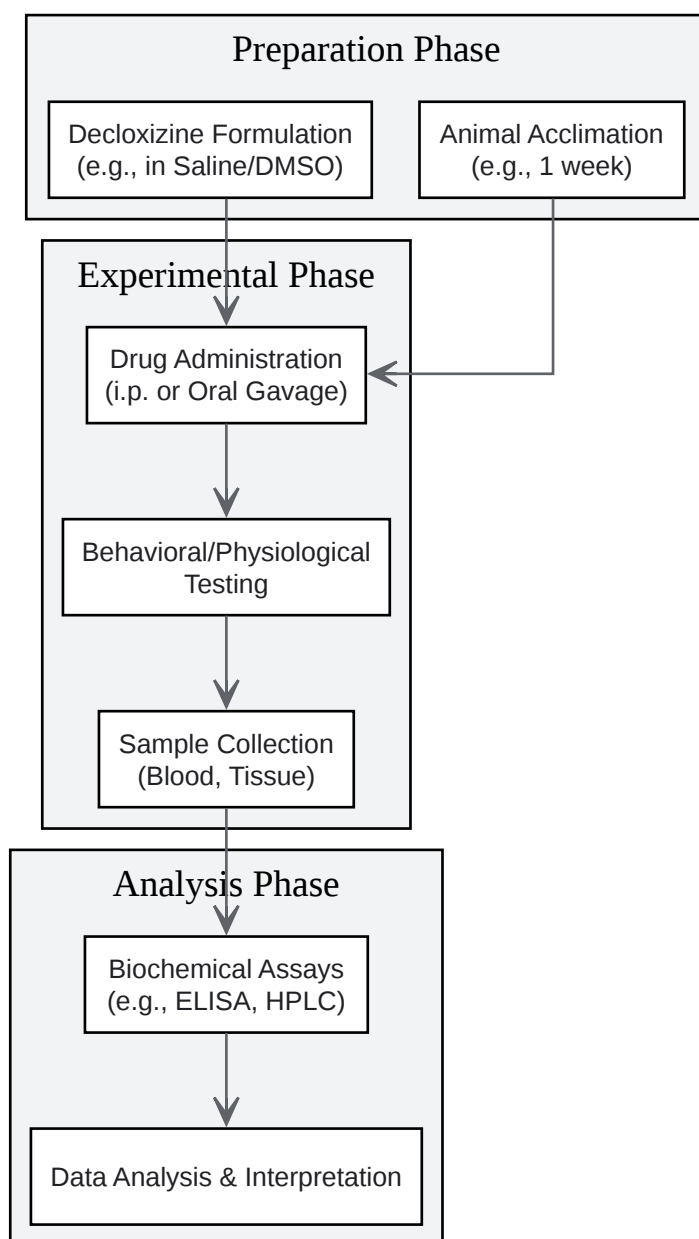 Preparation Phase
Decloxizine Formulation
(e.g., in Saline/DMSO)
Animal Acclimation
(e.g., 1 week)
Experimental Phase
Drug Administration
(i.p. or Oral Gavage)
Behavioral/Physiological
Testing
Sample Collection
(Blood, Tissue)
Analysis Phase
Biochemical Assays
(e.g., ELISA, HPLC)
Data Analysis & Interpretation